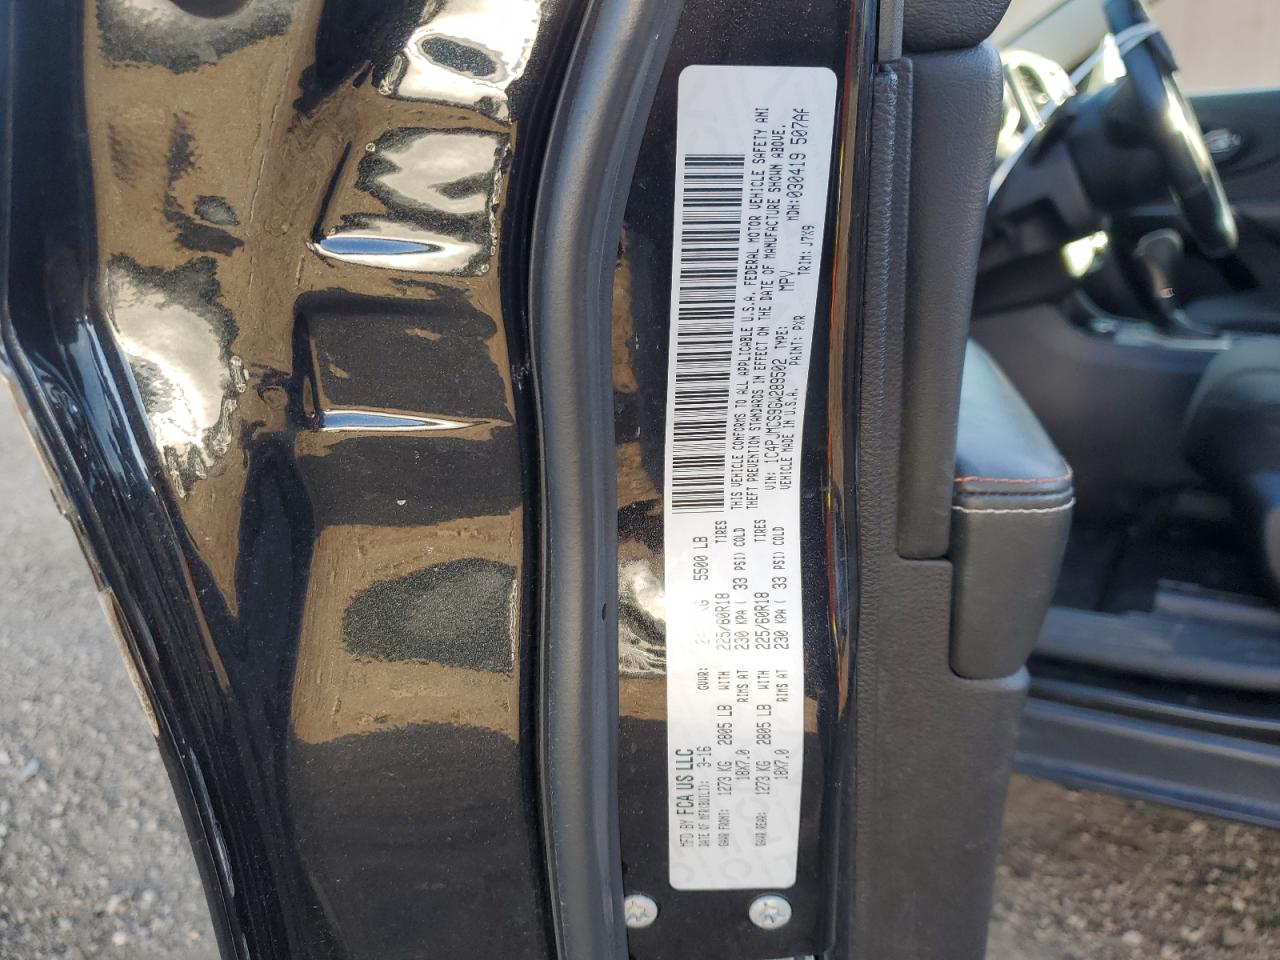 MFD BY FCA US LLC
DATE OF MFR(BUILT): 3-16 GVWR: KG 5500 LB
GAWR FRONT: 1273 KG 2805 LB WITH 225/60R18 TIRES
18X7.0 RIMS AT 230 KPA ( 33 PSI) COLD
GAWR REAR: 1273 KG 2805 LB WITH 225/60R18 TIRES
18X7.0 RIMS AT 230 KPA ( 33 PSI) COLD
THIS VEHICLE CONFORMS TO ALL APPLICABLE U.S.A. FEDERAL MOTOR VEHICLE SAFETY AND
THEFT PREVENTION STANDARDS IN EFFECT ON THE DATE OF MANUFACTURE SHOWN ABOVE.
VIN: 1C4PJMCS9GW289502 TYPE: MPV MDH:030419 507AF
VEHICLE MADE IN U.S.A. PAINT: PXR TRIM: J7X9